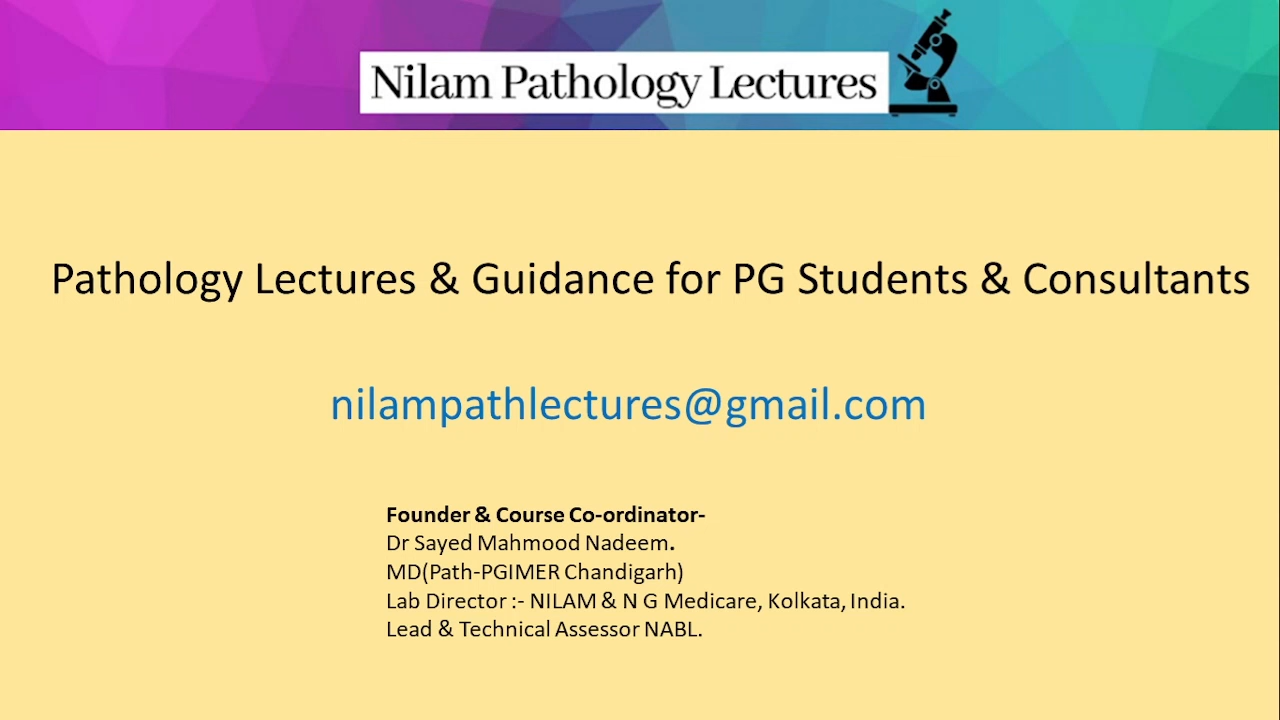 Nilam Pathology Lectures
Pathology Lectures & Guidance for PG Students & Consultants
nilampathlectures@gmail.com
Founder & Course Co-ordinator-
Dr Sayed Mahmood Nadeem.
MD(Path-PGIMER Chandigarh)
Lab Director :- NILAM & N G Medicare, Kolkata, India.
Lead & Technical Assessor NABL.